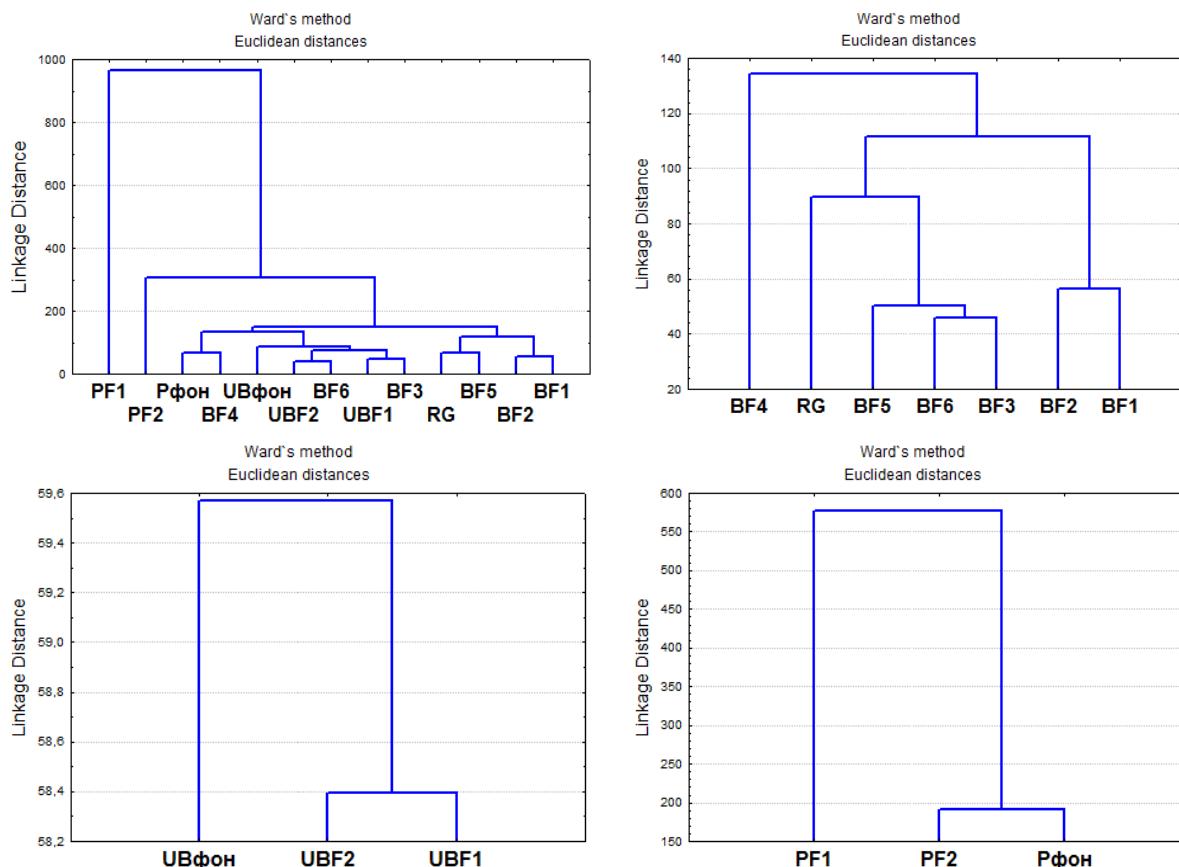 Ward`s method
Euclidean distances
Linkage Distance
1000
800
600
400
200
0
PF1 Pфон UBфон BF6 BF3 BF5 BF1
PF2 BF4 UBF2 UBF1 RG BF2
Ward`s method
Euclidean distances
Linkage Distance
140
120
100
80
60
40
20
BF4 RG BF5 BF6 BF3 BF2 BF1
Ward`s method
Euclidean distances
Linkage Distance
59,6
59,4
59,2
59,0
58,8
58,6
58,4
58,2
UBфон UBF2 UBF1
Ward`s method
Euclidean distances
Linkage Distance
600
550
500
450
400
350
300
250
200
150
PF1 PF2 Pфон